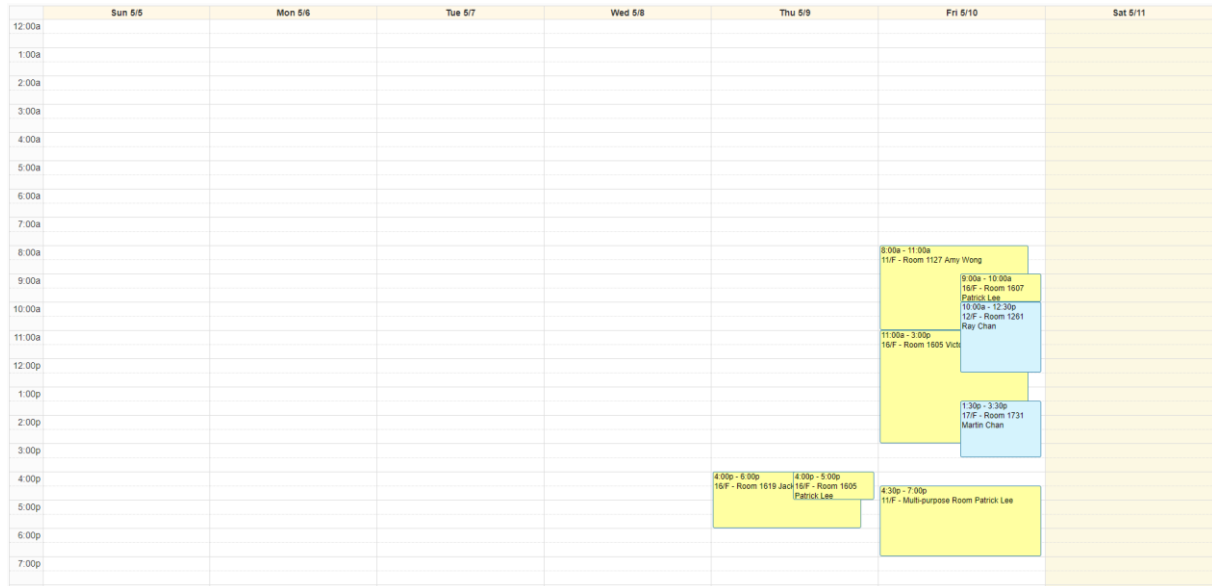 Sun 5/5 Mon 5/6 Tue 5/7 Wed 5/8 Thu 5/9 Fri 5/10 Sat 5/11
12:00a
1:00a
2:00a
3:00a
4:00a
5:00a
6:00a
7:00a
8:00a
9:00a
10:00a
11:00a
12:00p
1:00p
2:00p
3:00p
4:00p
5:00p
6:00p
7:00p
4:00p - 6:00p
16/F - Room 1619 Jack
4:00p - 5:00p
16/F - Room 1605
Patrick Lee
8:00a - 11:00a
11/F - Room 1127 Amy Wong
9:00a - 10:00a
16/F - Room 1607
Patrick Lee
10:00a - 12:30p
12/F - Room 1261
Ray Chan
11:00a - 3:00p
16/F - Room 1605
1:30p - 3:30p
17/F - Room 1731
Martin Chan
4:30p - 7:00p
11/F - Multi-purpose Room Patrick Lee